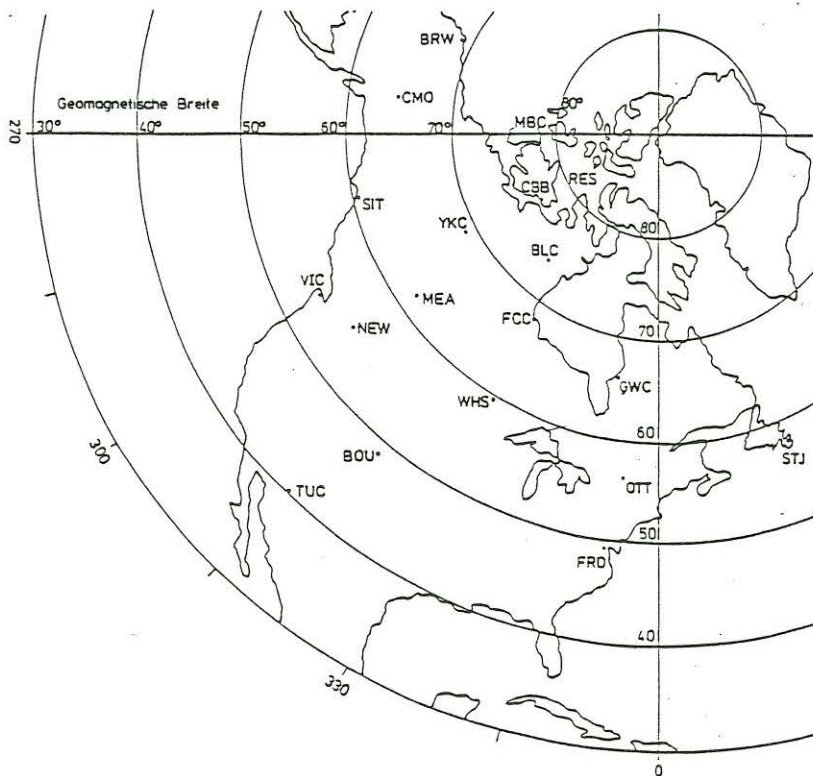 BRW
CMO
Geomagnetische Breite
80°
MBC
270
30°
40°
50°
60°
70°
RES
CBB
SIT
YKC
80
BLC
VIC
MEA
FCC
NEW
70
GWC
WHS
300
60
BOU
STJ
TUC
OTT
50
FRD
40
330
0